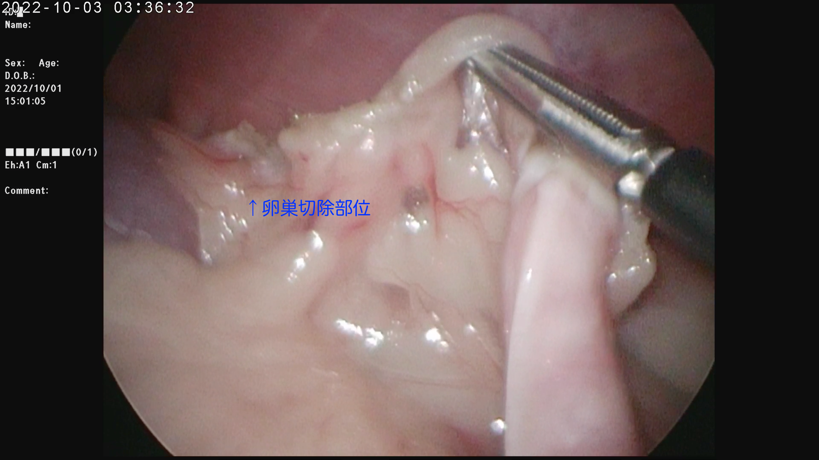 2022-10-03 03:36:32
Name:
Sex: Age:
D.O.B.:
2022/10/01
15:01:05
■■■/■■■(0/1)
Eh:A1 Cm:1
Comment:
↑卵巣切除部位